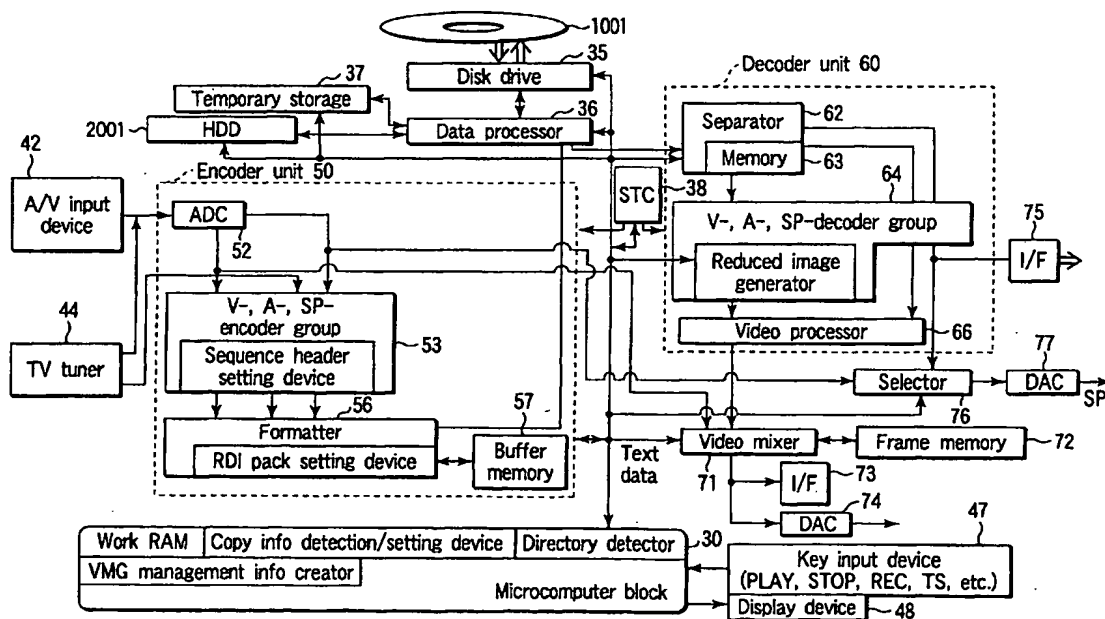 1001
35
Disk drive
37
Temporary storage
2001
HDD
36
Data processor
Decoder unit 60
62
Separator
Memory
63
64
V-, A-, SP-decoder group
Reduced image
generator
Video processor
66
STC
38
75
I/F
42
A/V input
device
Encoder unit 50
ADC
52
44
TV tuner
V-, A-, SP-
encoder group
Sequence header
setting device
53
56
Formatter
RDI pack setting device
57
Buffer
memory
Text
data
Selector
76
77
DAC
SP
Video mixer
71
Frame memory
72
73
I/F
74
DAC
Work RAM
Copy info detection/setting device
Directory detector
30
VMG management info creator
Microcomputer block
47
Key input device
(PLAY, STOP, REC, TS, etc.)
Display device
48